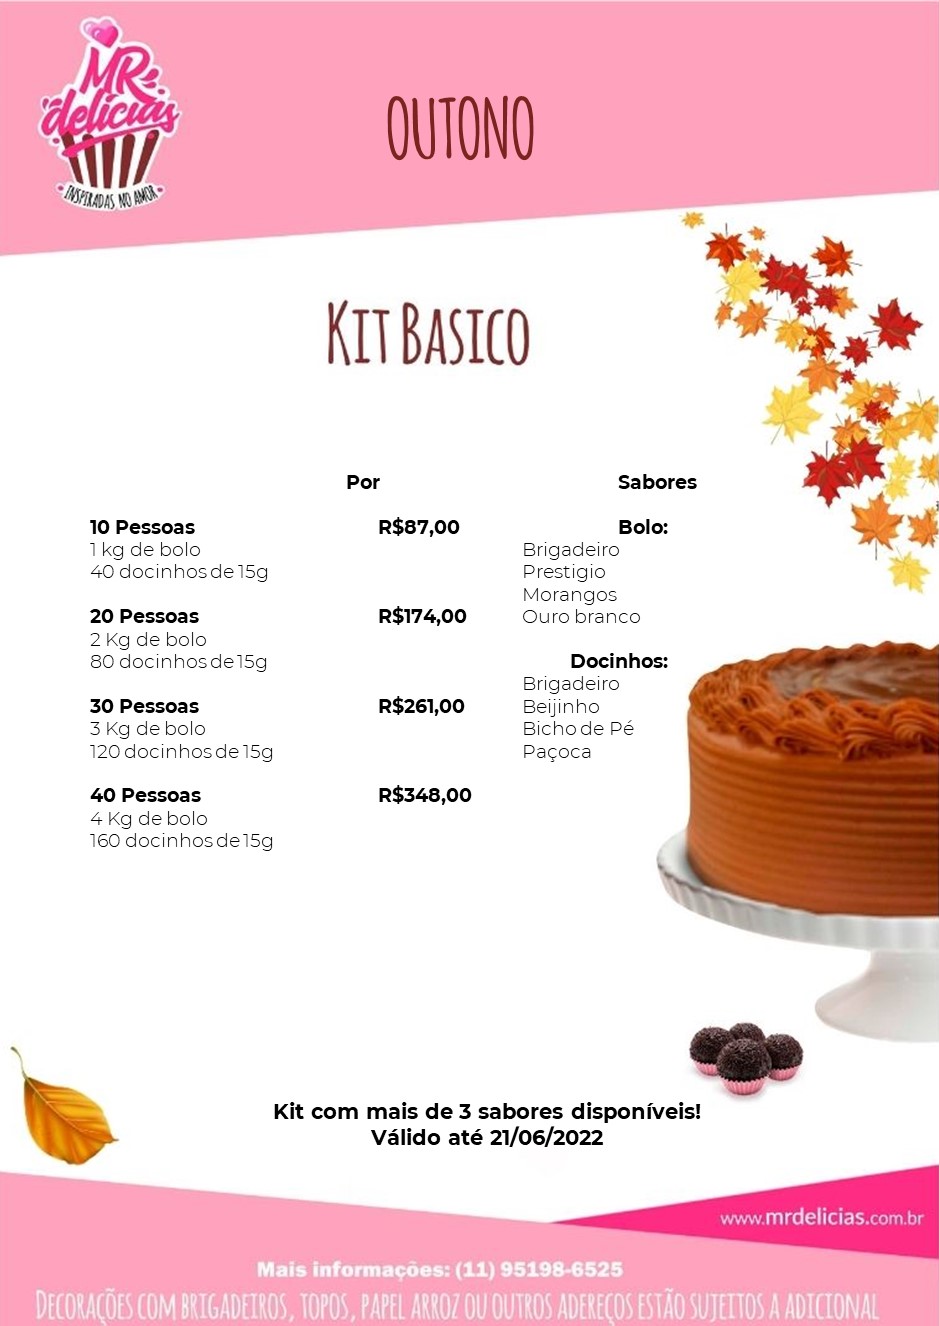 MR
delícias
INSPIRADAS NO AMOR
OUTONO
KIT BASICO
Por
Sabores
10 Pessoas R$87,00
1 kg de bolo
40 docinhos de 15g
20 Pessoas R$174,00
2 Kg de bolo
80 docinhos de 15g
30 Pessoas R$261,00
3 Kg de bolo
120 docinhos de 15g
40 Pessoas R$348,00
4 Kg de bolo
160 docinhos de 15g
Bolo:
Brigadeiro
Prestigio
Morangos
Ouro branco
Docinhos:
Brigadeiro
Beijinho
Bicho de Pé
Paçoca
Kit com mais de 3 sabores disponíveis!
Válido até 21/06/2022
www.mrdelicias.com.br
Mais informações: (11) 95198-6525
DECORAÇÕES COM BRIGADEIROS, TOPOS, PAPEL ARROZ OU OUTROS ADEREÇOS ESTÃO SUJEITOS A ADICIONAL